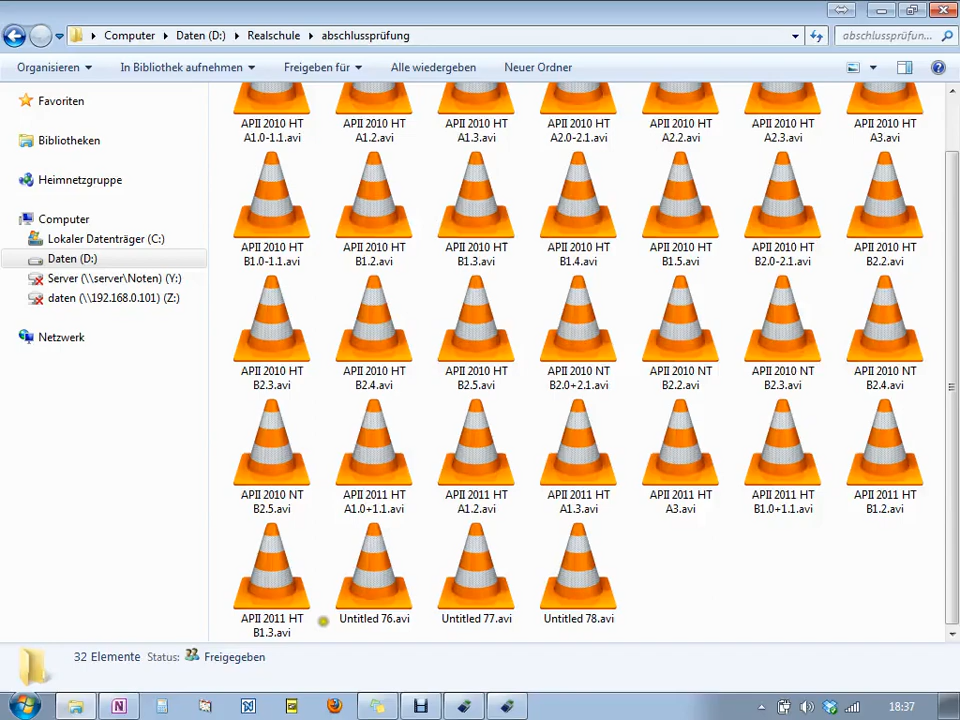 Computer ▸ Daten (D:) ▸ Realschule ▸ abschlussprüfung
abschlussprüfun...
Organisieren In Bibliothek aufnehmen Freigeben für Alle wiedergeben Neuer Ordner
Favoriten
Bibliotheken
Heimnetzgruppe
Computer
Lokaler Datenträger (C:)
Daten (D:)
Server (\\server\Noten) (Y:)
daten (\\192.168.0.101) (Z:)
Netzwerk
APII 2010 HT A1.0-1.1.avi
APII 2010 HT A1.2.avi
APII 2010 HT A1.3.avi
APII 2010 HT A2.0-2.1.avi
APII 2010 HT A2.2.avi
APII 2010 HT A2.3.avi
APII 2010 HT A3.avi
APII 2010 HT B1.0-1.1.avi
APII 2010 HT B1.2.avi
APII 2010 HT B1.3.avi
APII 2010 HT B1.4.avi
APII 2010 HT B1.5.avi
APII 2010 HT B2.0-2.1.avi
APII 2010 HT B2.2.avi
APII 2010 HT B2.3.avi
APII 2010 HT B2.4.avi
APII 2010 HT B2.5.avi
APII 2010 NT B2.0+2.1.avi
APII 2010 NT B2.2.avi
APII 2010 NT B2.3.avi
APII 2010 NT B2.4.avi
APII 2010 NT B2.5.avi
APII 2011 HT A1.0+1.1.avi
APII 2011 HT A1.2.avi
APII 2011 HT A1.3.avi
APII 2011 HT A3.avi
APII 2011 HT B1.0+1.1.avi
APII 2011 HT B1.2.avi
APII 2011 HT B1.3.avi
Untitled 76.avi
Untitled 77.avi
Untitled 78.avi
32 Elemente Status: Freigegeben
18:37